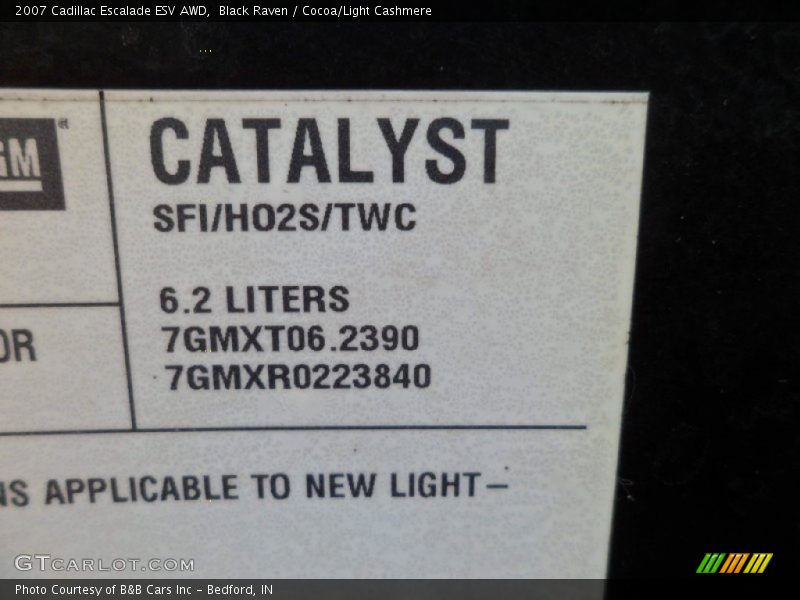 2007 Cadillac Escalade ESV AWD, Black Raven / Cocoa/Light Cashmere
GM
CATALYST
SFI/HO2S/TWC
6.2 LITERS
7GMXT06.2390
OR
7GMXR0223840
NS APPLICABLE TO NEW LIGHT–
GTCARLOT.COM
Photo Courtesy of B&B Cars Inc – Bedford, IN